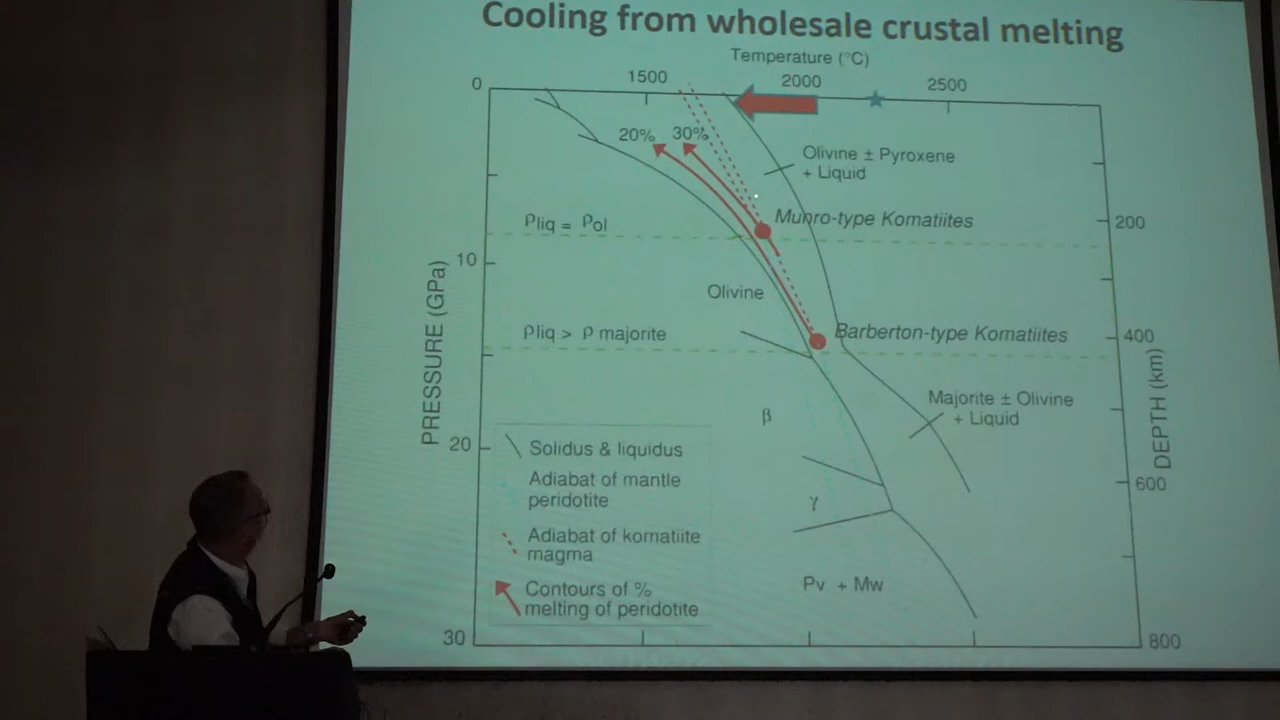 Cooling from wholesale crustal melting
Temperature (°C)
1500
2000
2500
0
20%
30%
Olivine ± Pyroxene
+ Liquid
ρliq = ρol
Munro-type Komatiites
200
10
Olivine
ρliq > ρ majorite
Barberton-type Komatiites
400
PRESSURE (GPa)
DEPTH (km)
Majorite ± Olivine
+ Liquid
β
20
Solidus & liquidus
Adiabat of mantle
peridotite
600
γ
Adiabat of komatiite
magma
Contours of %
melting of peridotite
Pv + Mw
30
800